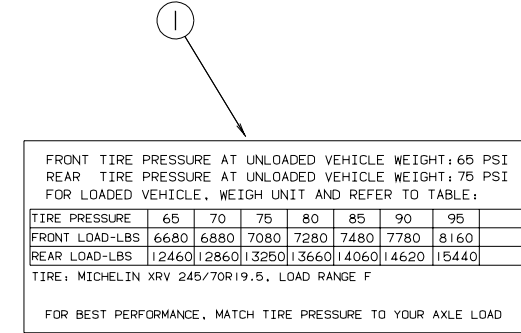 1
FRONT TIRE PRESSURE AT UNLOADED VEHICLE WEIGHT: 65 PSI
REAR TIRE PRESSURE AT UNLOADED VEHICLE WEIGHT: 75 PSI
FOR LOADED VEHICLE, WEIGH UNIT AND REFER TO TABLE:
TIRE PRESSURE 65 70 75 80 85 90 95
FRONT LOAD-LBS 6680 6880 7080 7280 7480 7780 8160
REAR LOAD-LBS 12460 12860 13250 13660 14060 14620 15440
TIRE: MICHELIN XRV 245/70R19.5, LOAD RANGE F
FOR BEST PERFORMANCE, MATCH TIRE PRESSURE TO YOUR AXLE LOAD